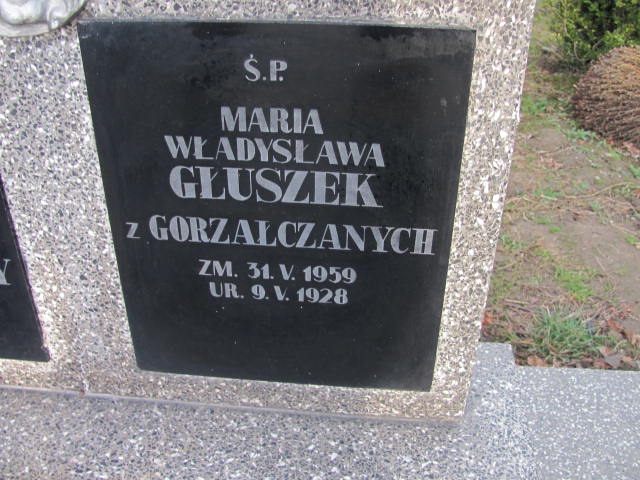 Ś.P.
MARIA
WŁADYSŁAWA
GŁUSZEK
z GORZAŁCZANYCH
ZM. 31.V.1959
UR. 9.V.1928